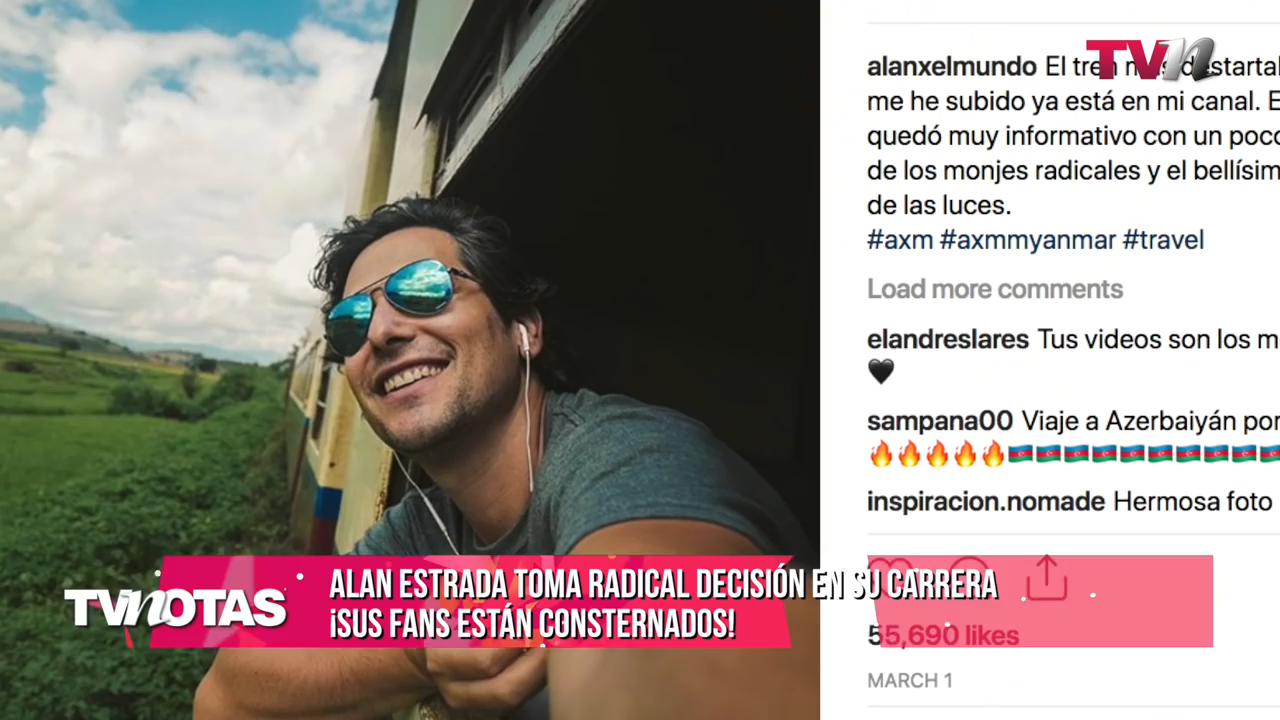 TVn
alanxelmundo El tren más destartal
me he subido ya está en mi canal. E
quedó muy informativo con un poco
de los monjes radicales y el bellísim
de las luces.
#axm #axmmyanmar #travel
Load more comments
elandreslares Tus videos son los m
🖤
sampana00 Viaje a Azerbaiyán por
🔥🔥🔥🔥🔥🇦🇿🇦🇿🇦🇿🇦🇿🇦🇿🇦🇿🇦🇿🇦🇿🇦🇿🇦🇿
inspiracion.nomade Hermosa foto
TVnOTAS
ALAN ESTRADA TOMA RADICAL DECISIÓN EN SU CARRERA
¡SUS FANS ESTÁN CONSTERNADOS!
55,690 likes
MARCH 1